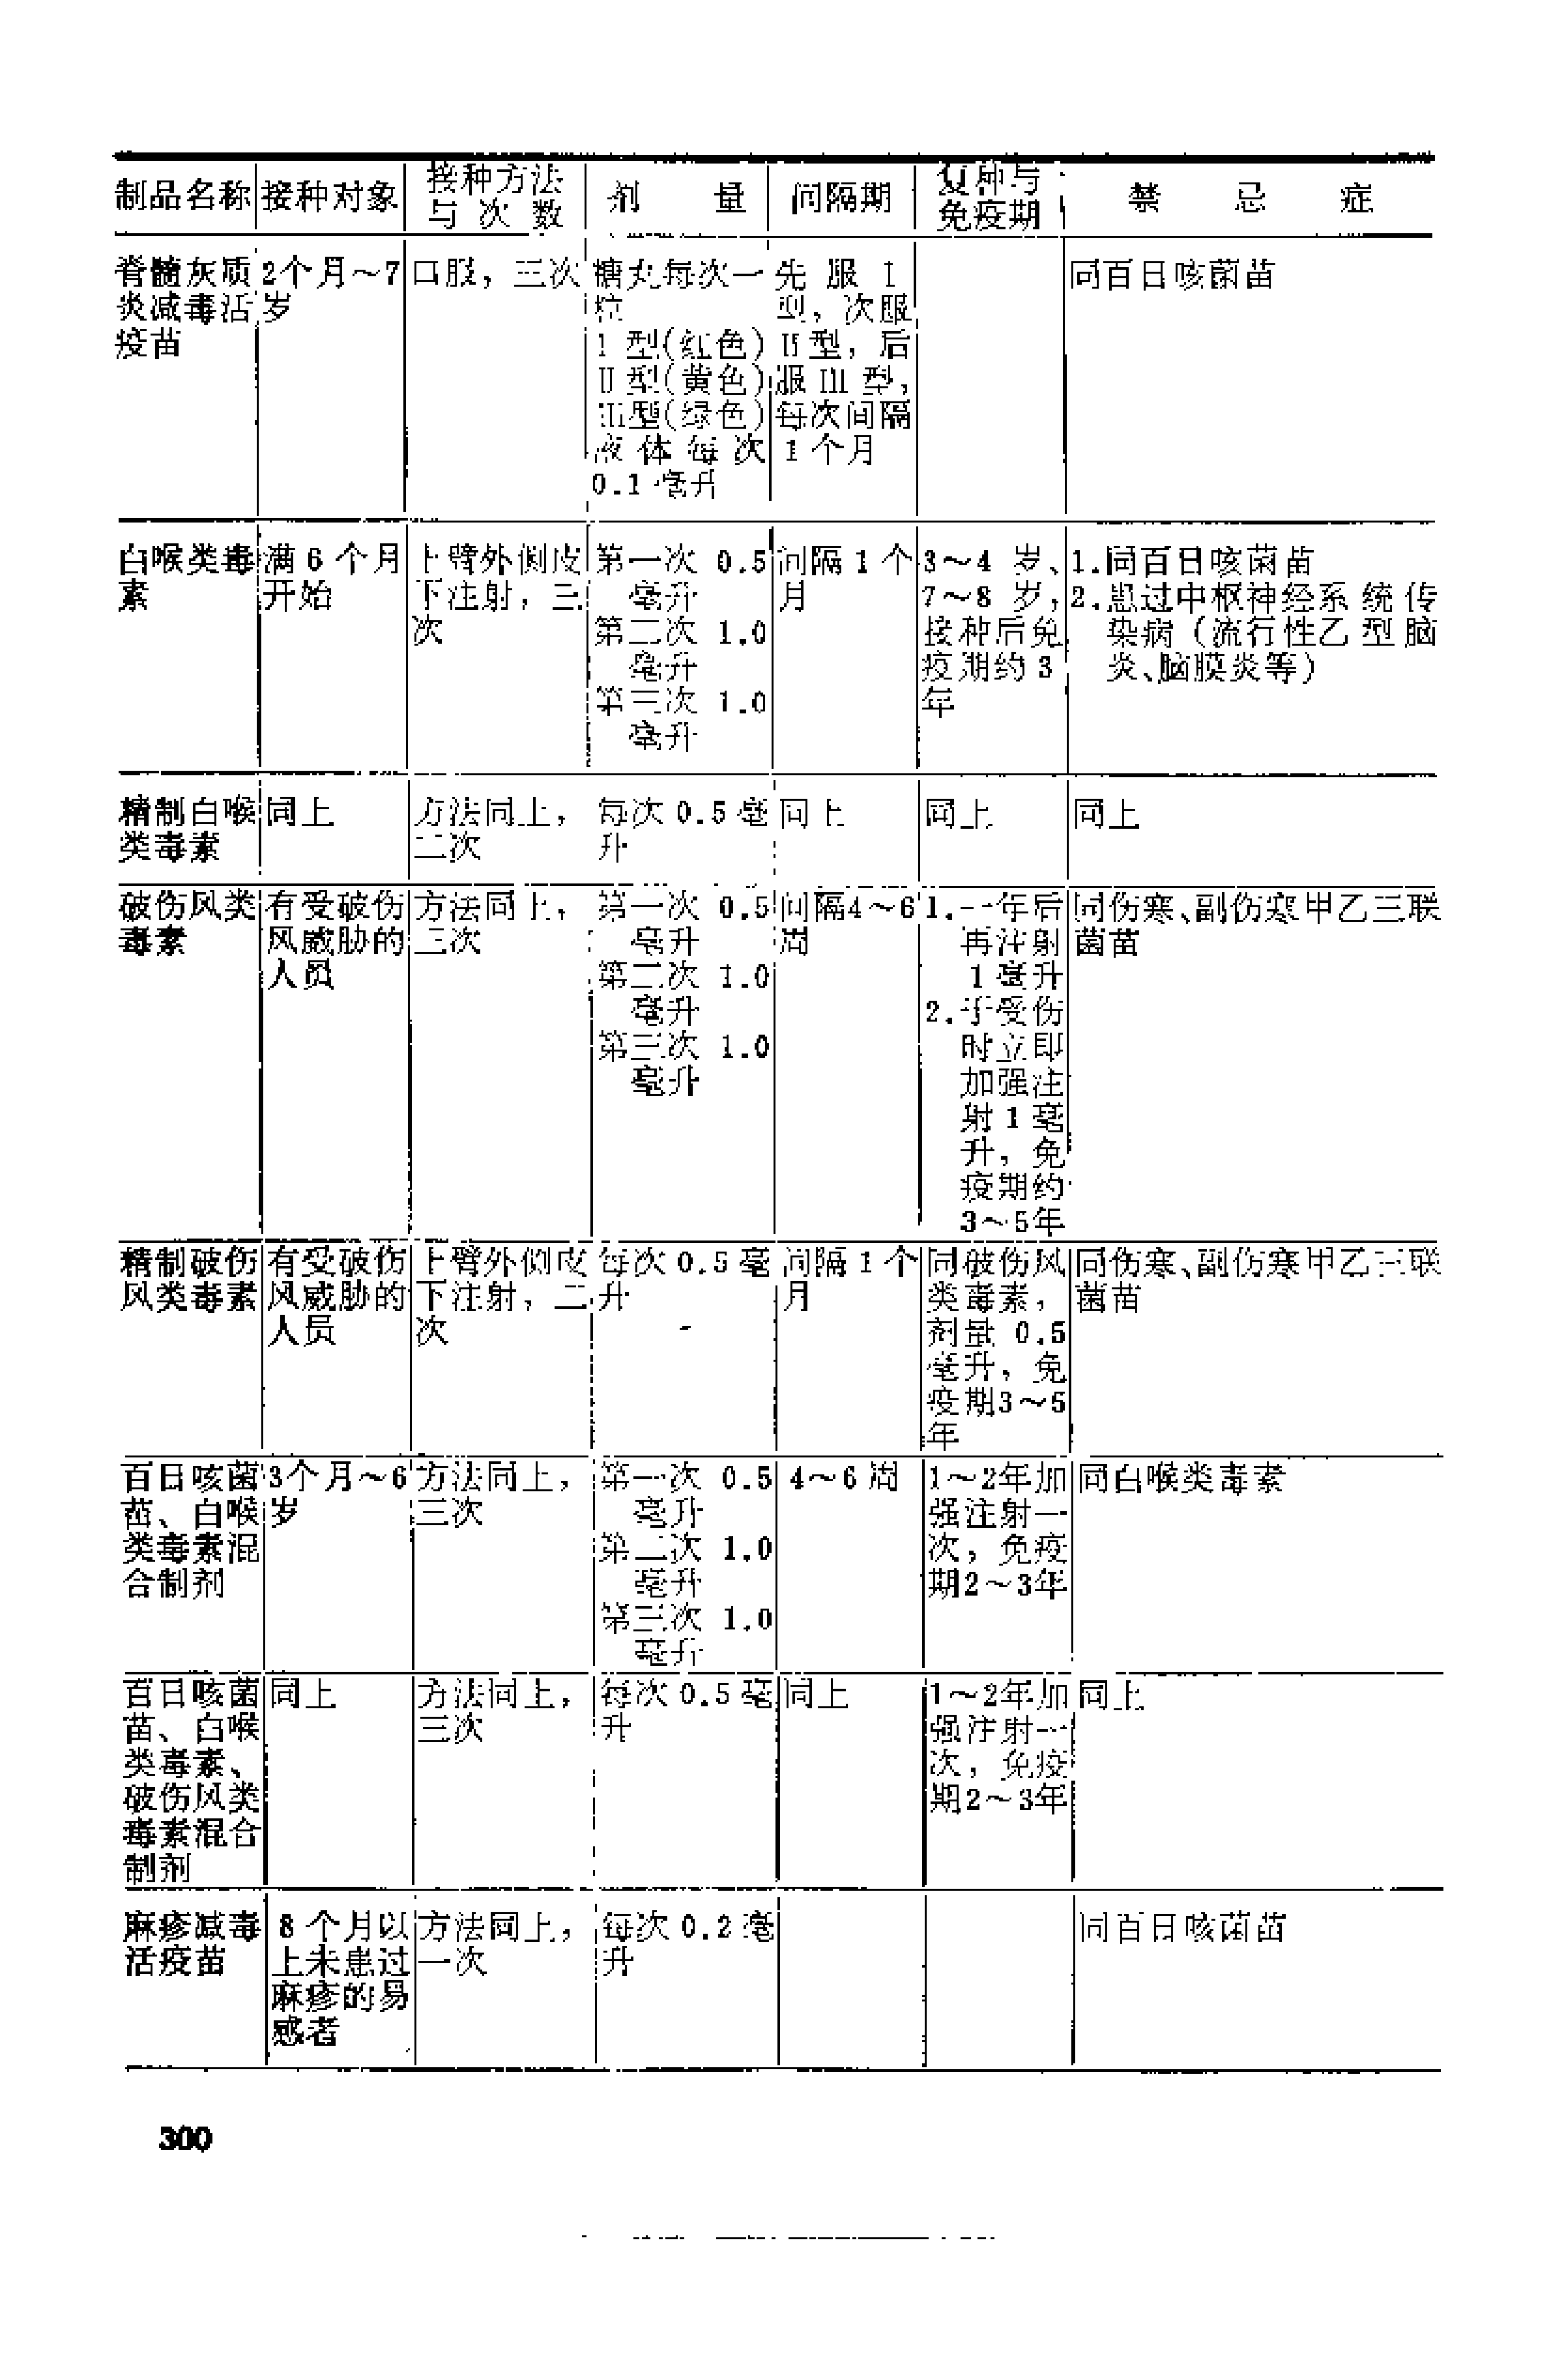 制品名称 接种对象 接种方法与次数 剂量 间隔期 复种与免疫期 禁忌症
脊髓灰质炎减毒活疫苗 2个月～7岁 口服，三次 糖丸每次一粒 I型(红色) II型(黄色) III型(绿色) 液体每次0.1毫升 先服I型，次服II型，后服III型，每次间隔1个月 同百日咳菌苗
白喉类毒素 满6个月开始 上臂外侧皮下注射，三次 第一次0.5毫升 第二次1.0毫升 第三次1.0毫升 间隔1个月 3～4岁、7～8岁，接种后免疫期约3年 1.同百日咳菌苗 2.患过中枢神经系统传染病（流行性乙型脑炎、脑膜炎等）
精制白喉类毒素 同上 方法同上，二次 每次0.5毫升 同上 同上 同上
破伤风类毒素 有受破伤风威胁的人员 方法同上，三次 第一次0.5毫升 第二次1.0毫升 第三次1.0毫升 间隔4～6周 1.一年后再注射1毫升 2.于受伤时立即加强注射1毫升，免疫期约3～5年 同伤寒、副伤寒甲乙三联菌苗
精制破伤风类毒素 有受破伤风威胁的人员 上臂外侧皮下注射，二次 每次0.5毫升 间隔1个月 同破伤风类毒素，剂量0.5毫升，免疫期3～5年 同伤寒、副伤寒甲乙三联菌苗
百日咳菌苗、白喉类毒素混合制剂 3个月～6岁 方法同上，三次 第一次0.5毫升 第二次1.0毫升 第三次1.0毫升 4～6周 1～2年加强注射一次，免疫期2～3年 同白喉类毒素
百日咳菌苗、白喉类毒素、破伤风类毒素混合制剂 同上 方法同上，三次 每次0.5毫升 同上 1～2年加强注射一次，免疫期2～3年 同上
麻疹减毒活疫苗 8个月以上未患过麻疹的易感者 方法同上，一次 每次0.2毫升 同百日咳菌苗
300